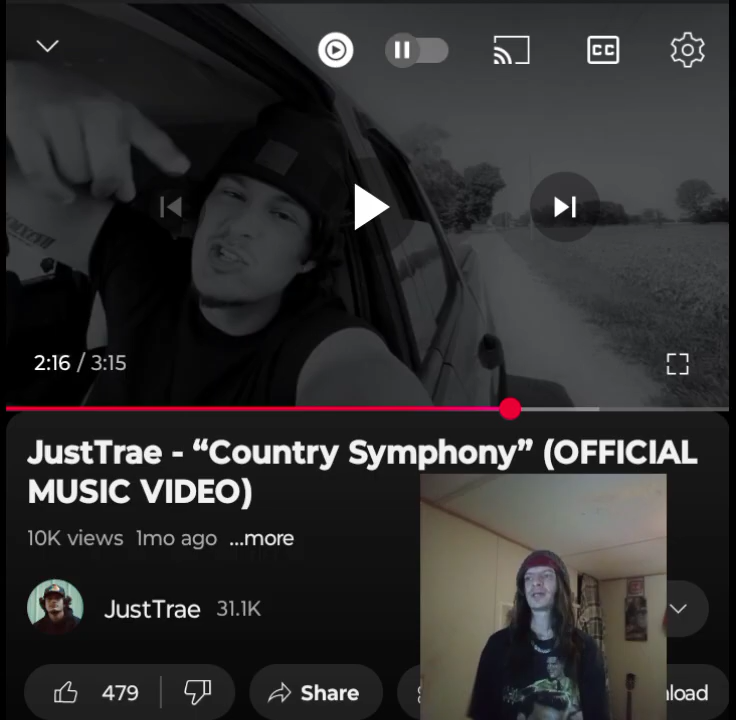 CC
2:16 / 3:15
JustTrae - “Country Symphony” (OFFICIAL
MUSIC VIDEO)
10K views 1mo ago ...more
JustTrae 31.1K
479 Share nload